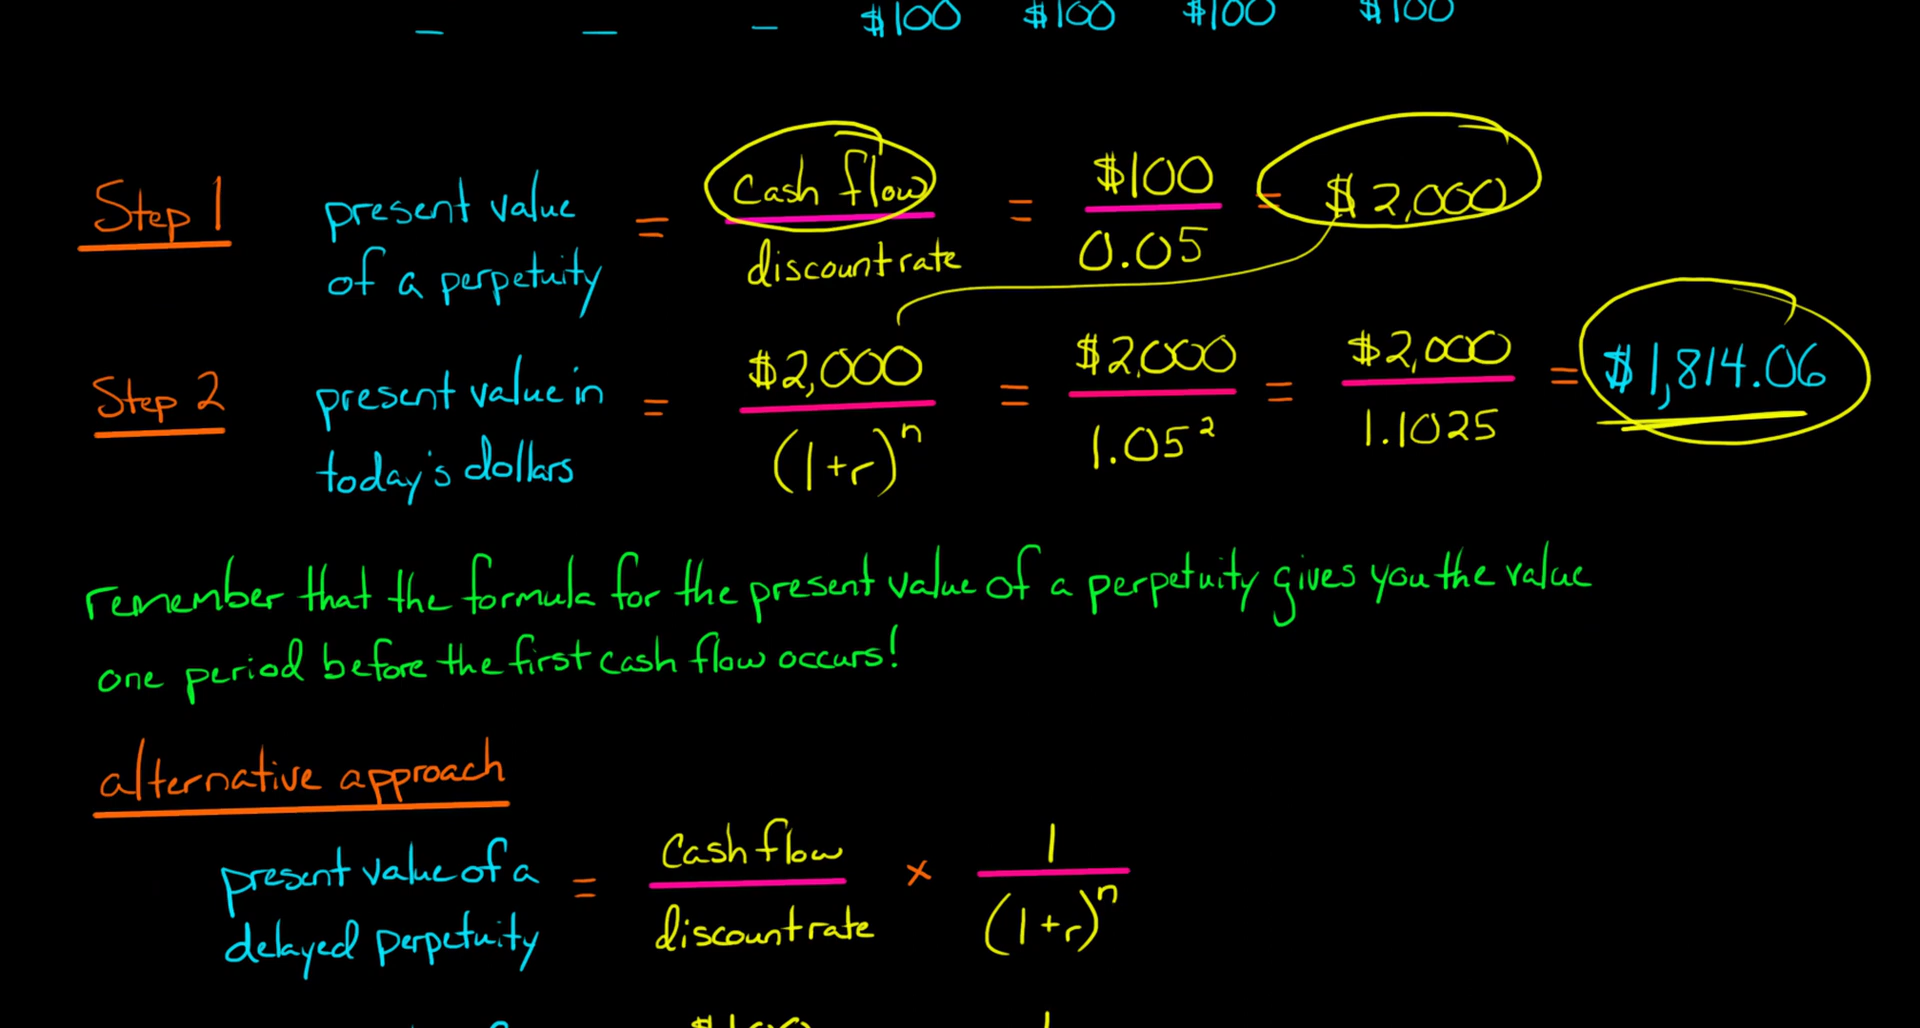 — — — $100 $100 $100 $100
Step 1 present value of a perpetuity = cash flow / discount rate = $100 / 0.05 = $2,000
Step 2 present value in today's dollars = $2,000 / (1+r)^n = $2,000 / 1.05² = $2,000 / 1.1025 = $1,814.06
remember that the formula for the present value of a perpetuity gives you the value
one period before the first cash flow occurs!
alternative approach
present value of a delayed perpetuity = cash flow / discount rate × 1 / (1+r)^n